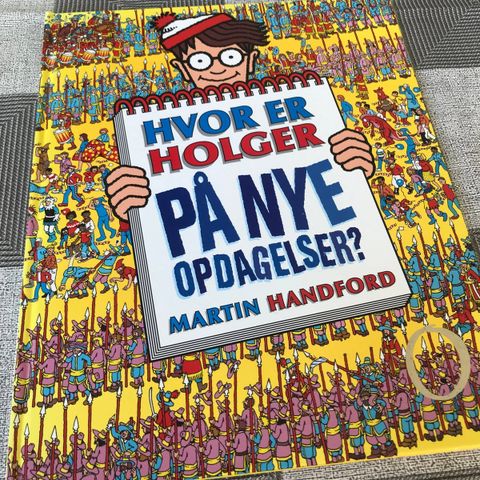 HVOR ER
HOLGER
PÅ NYE
OPDAGELSER?
MARTIN HANDFORD